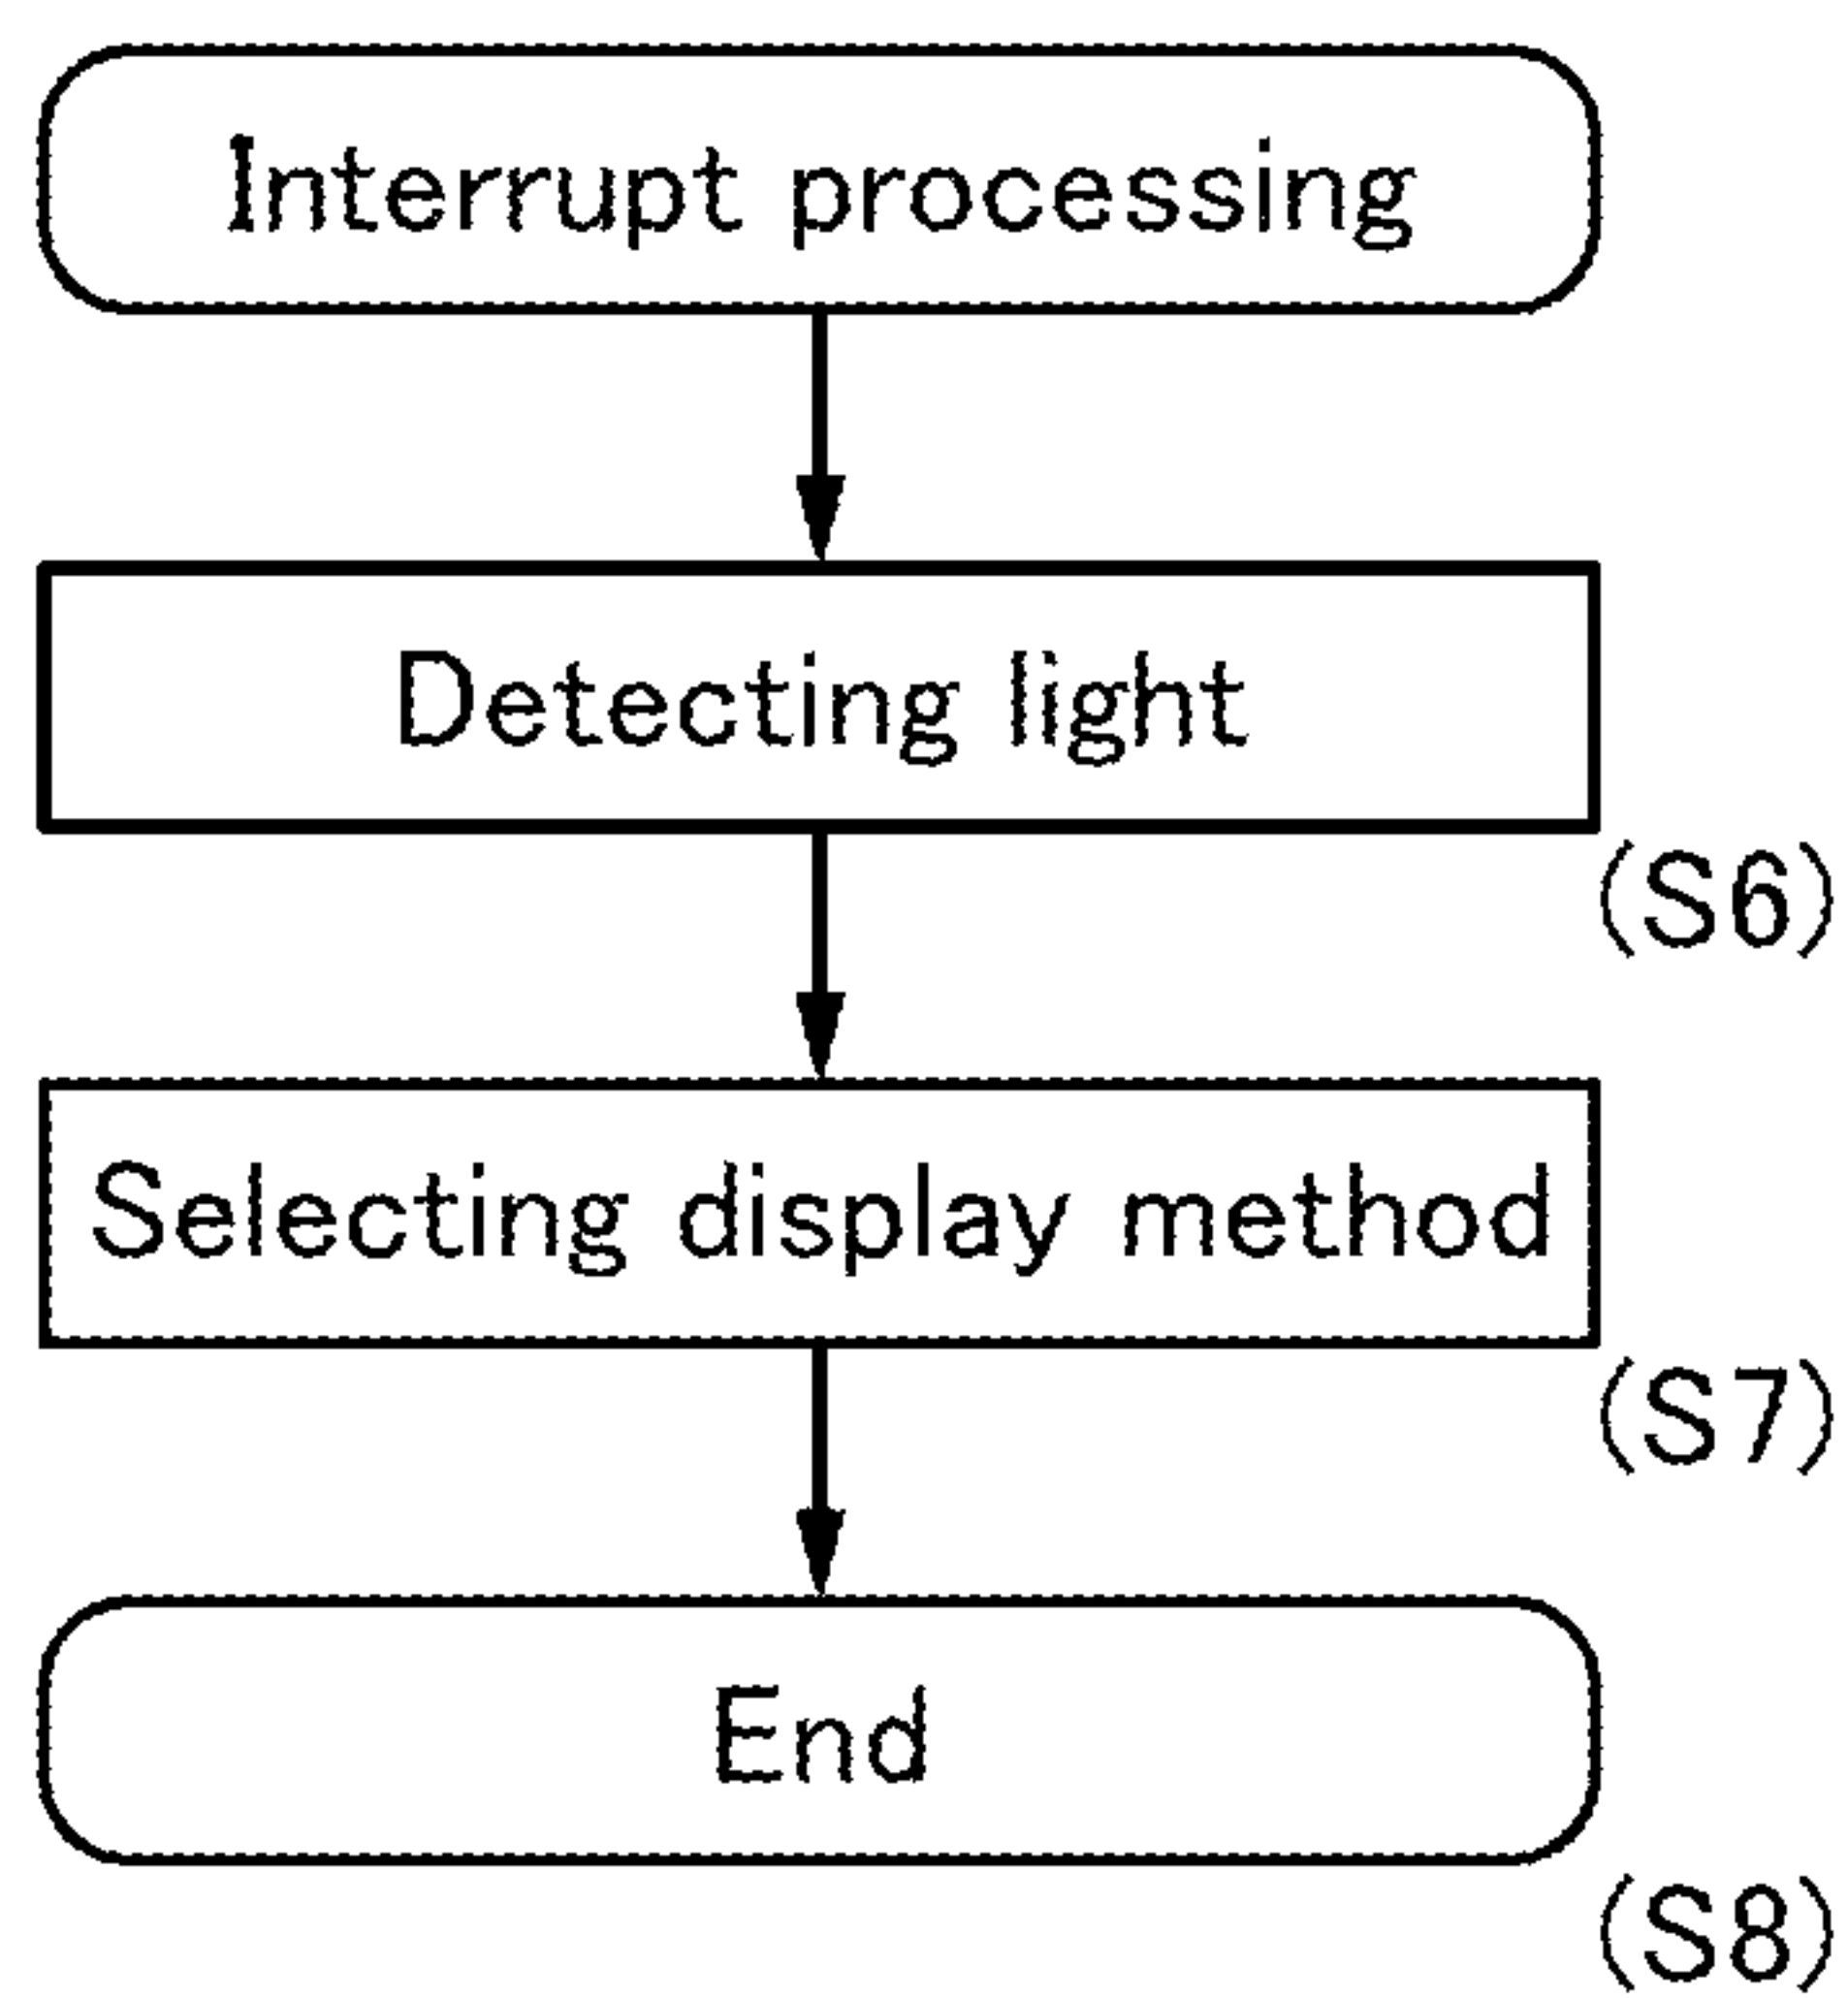 Interrupt processing
Detecting light
(S6)
Selecting display method
(S7)
End
(S8)